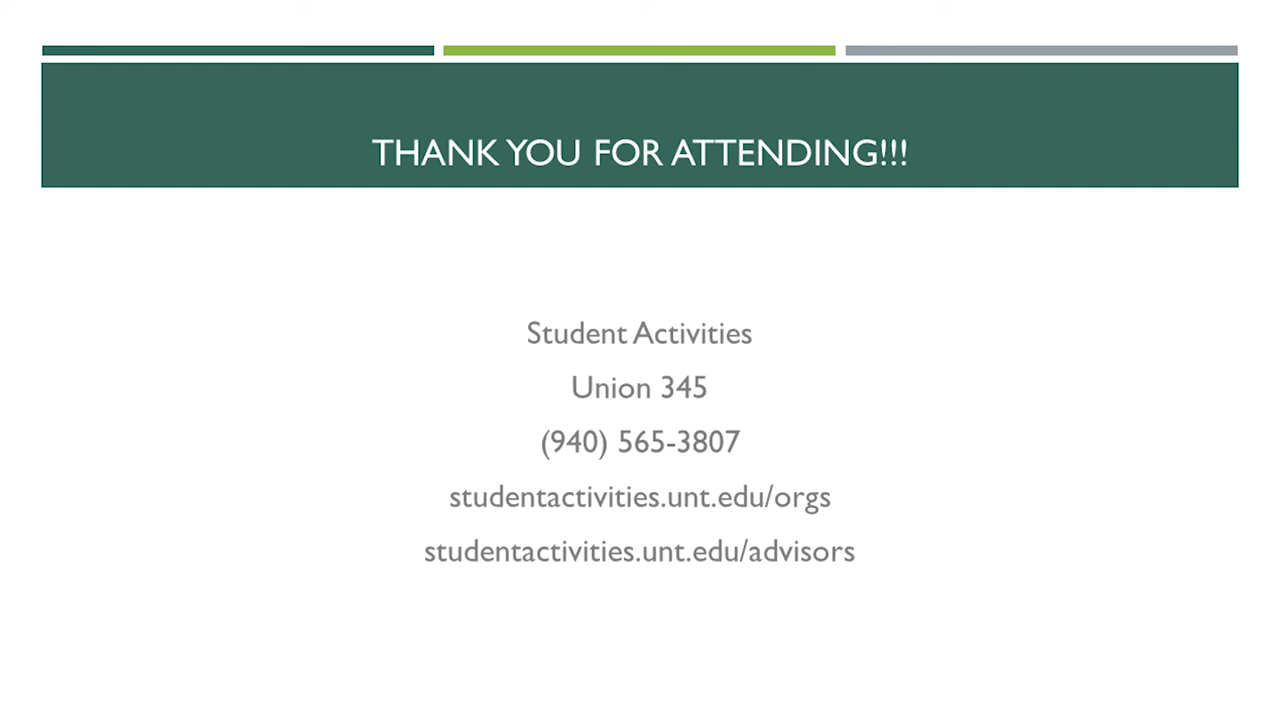 THANK YOU FOR ATTENDING!!!
Student Activities
Union 345
(940) 565-3807
studentactivities.unt.edu/orgs
studentactivities.unt.edu/advisors